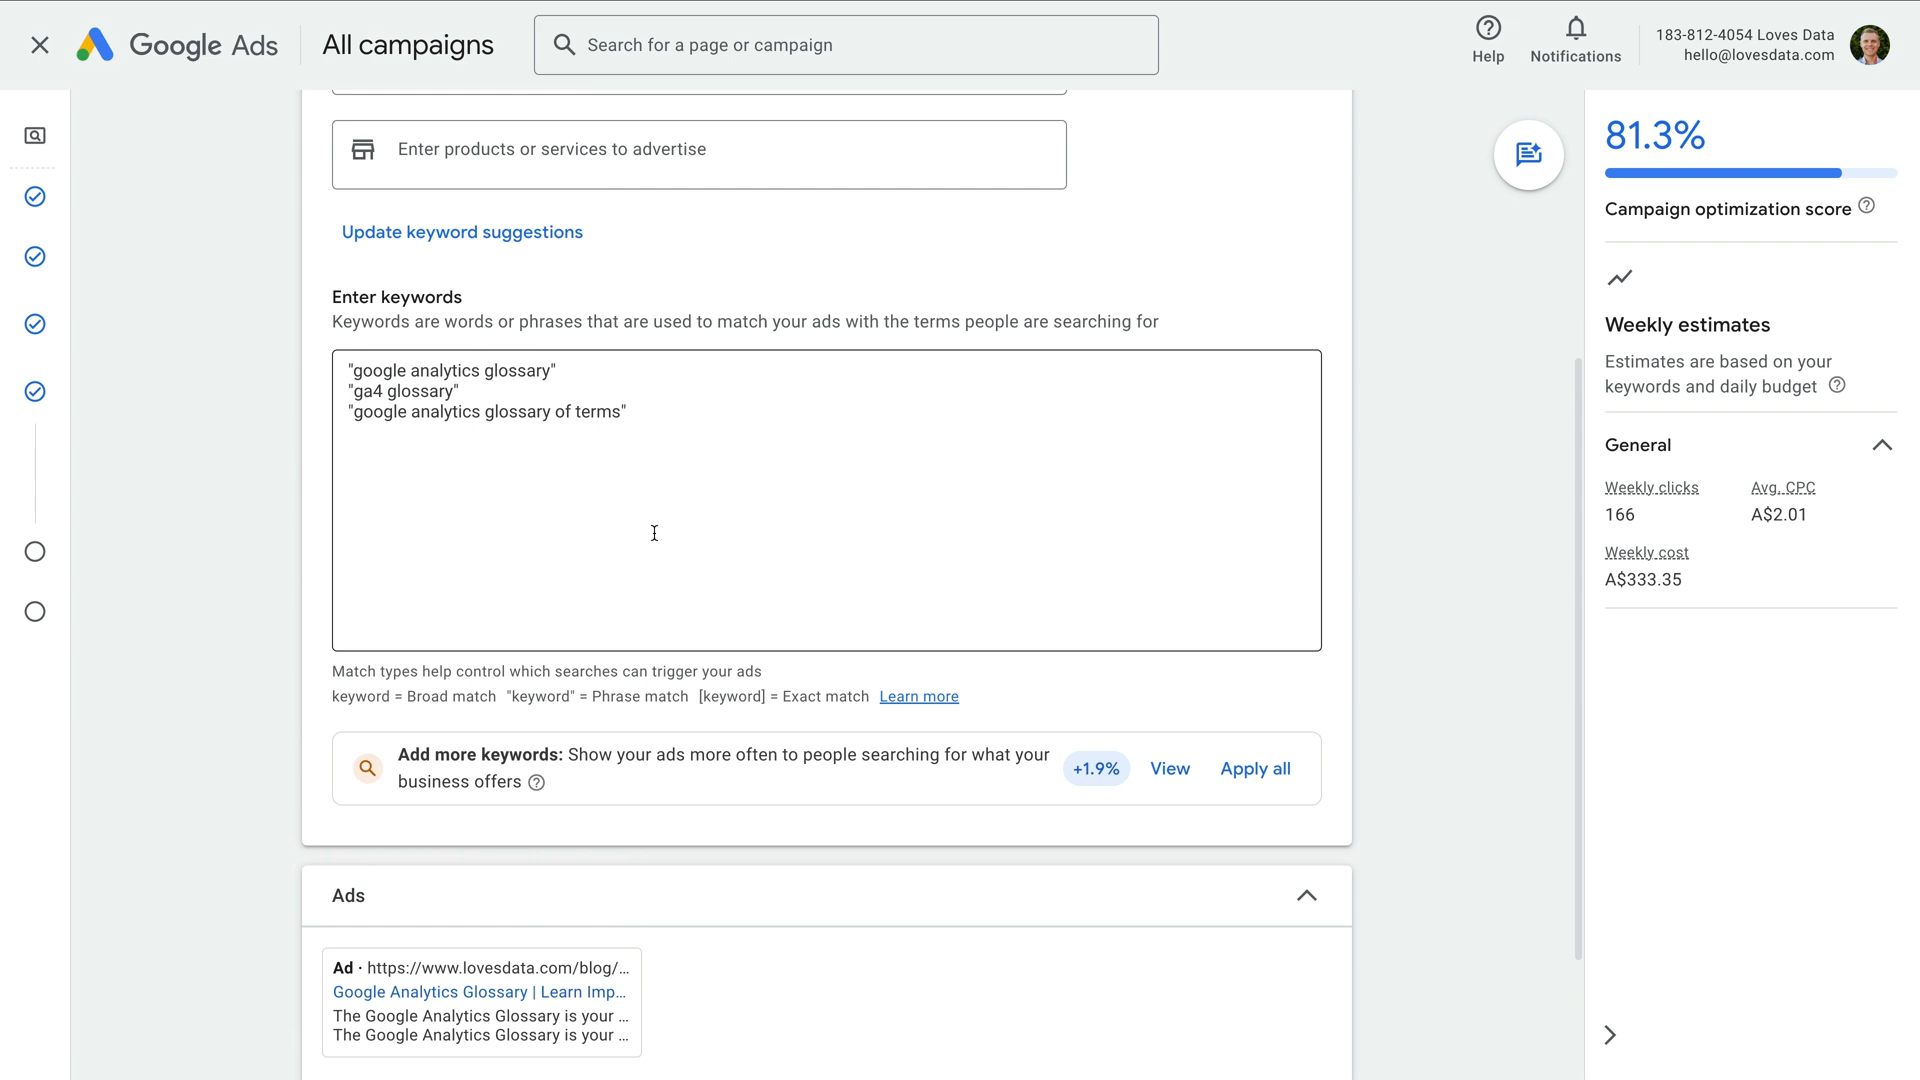 Google Ads
All campaigns
Search for a page or campaign
Help
Notifications
183-812-4054 Loves Data
hello@lovesdata.com
Enter products or services to advertise
Update keyword suggestions
Enter keywords
Keywords are words or phrases that are used to match your ads with the terms people are searching for
"google analytics glossary"
"ga4 glossary"
"google analytics glossary of terms"
Match types help control which searches can trigger your ads
keyword = Broad match "keyword" = Phrase match [keyword] = Exact match Learn more
Add more keywords: Show your ads more often to people searching for what your
business offers
+1.9%
View
Apply all
Ads
Ad · https://www.lovesdata.com/blog/...
Google Analytics Glossary | Learn Imp...
The Google Analytics Glossary is your ...
The Google Analytics Glossary is your ...
81.3%
Campaign optimization score
Weekly estimates
Estimates are based on your
keywords and daily budget
General
Weekly clicks
166
Avg. CPC
A$2.01
Weekly cost
A$333.35